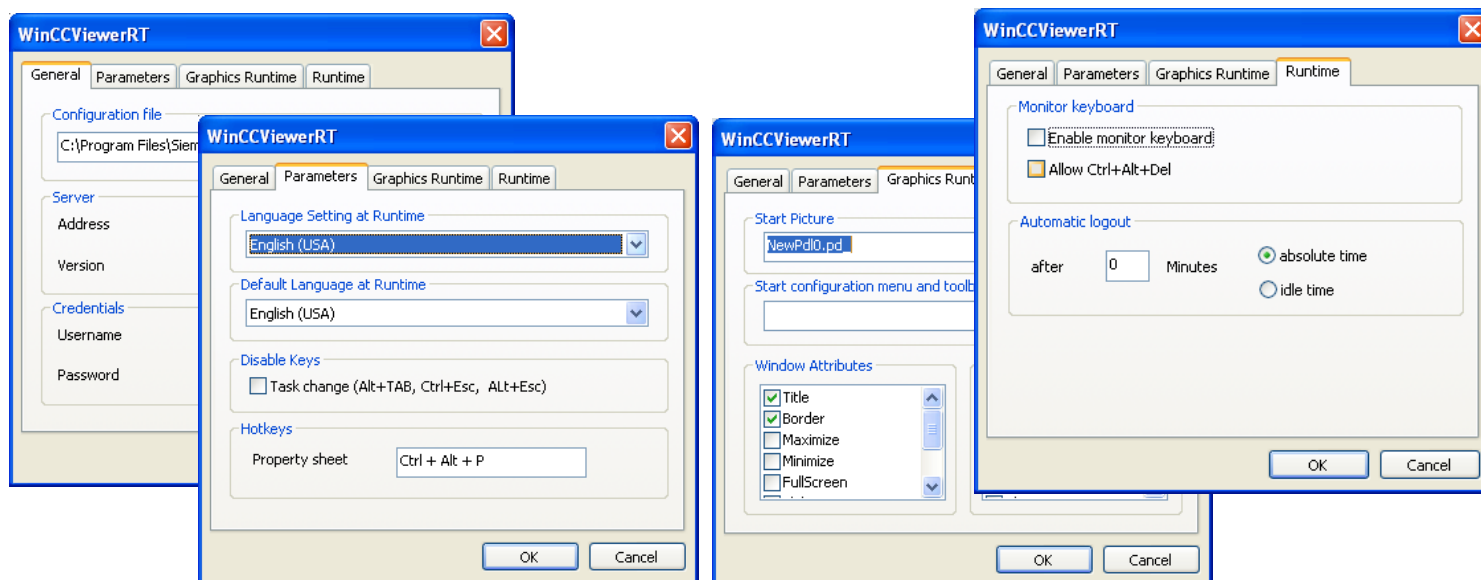 WinCCViewerRT
General Parameters Graphics Runtime Runtime
Configuration file
C:\Program Files\Siem
Server
Address
Version
Credentials
Username
Password
WinCCViewerRT
General Parameters Graphics Runtime Runtime
Language Setting at Runtime
English (USA)
Default Language at Runtime
English (USA)
Disable Keys
Task change (Alt+TAB, Ctrl+Esc, ALt+Esc)
Hotkeys
Property sheet Ctrl + Alt + P
OK Cancel
WinCCViewerRT
General Parameters Graphics Runt
Start Picture
NewPdl0.pd_
Start configuration menu and toolb
Window Attributes
Title
Border
Maximize
Minimize
FullScreen
OK Cancel
WinCCViewerRT
General Parameters Graphics Runtime Runtime
Monitor keyboard
Enable monitor keyboard
Allow Ctrl+Alt+Del
Automatic logout
after 0 Minutes absolute time
idle time
OK Cancel